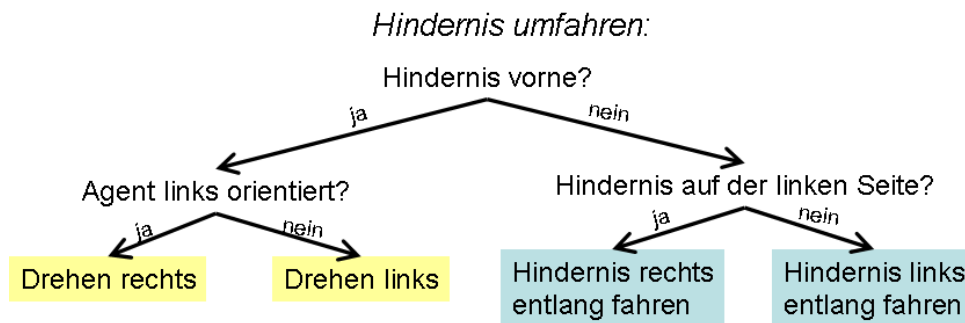 Hindernis umfahren:
Hindernis vorne?
ja
nein
Agent links orientiert?
Hindernis auf der linken Seite?
ja
nein
ja
nein
Drehen rechts
Drehen links
Hindernis rechts
entlang fahren
Hindernis links
entlang fahren